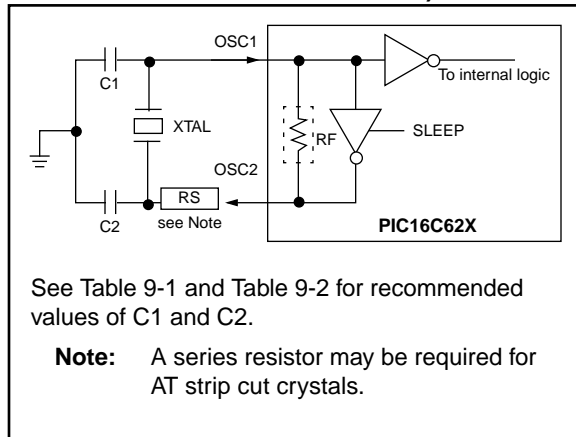 OSC1
C1
To internal logic
XTAL
RF
SLEEP
OSC2
RS
C2
see Note
PIC16C62X
See Table 9-1 and Table 9-2 for recommended
values of C1 and C2.
Note: A series resistor may be required for
AT strip cut crystals.